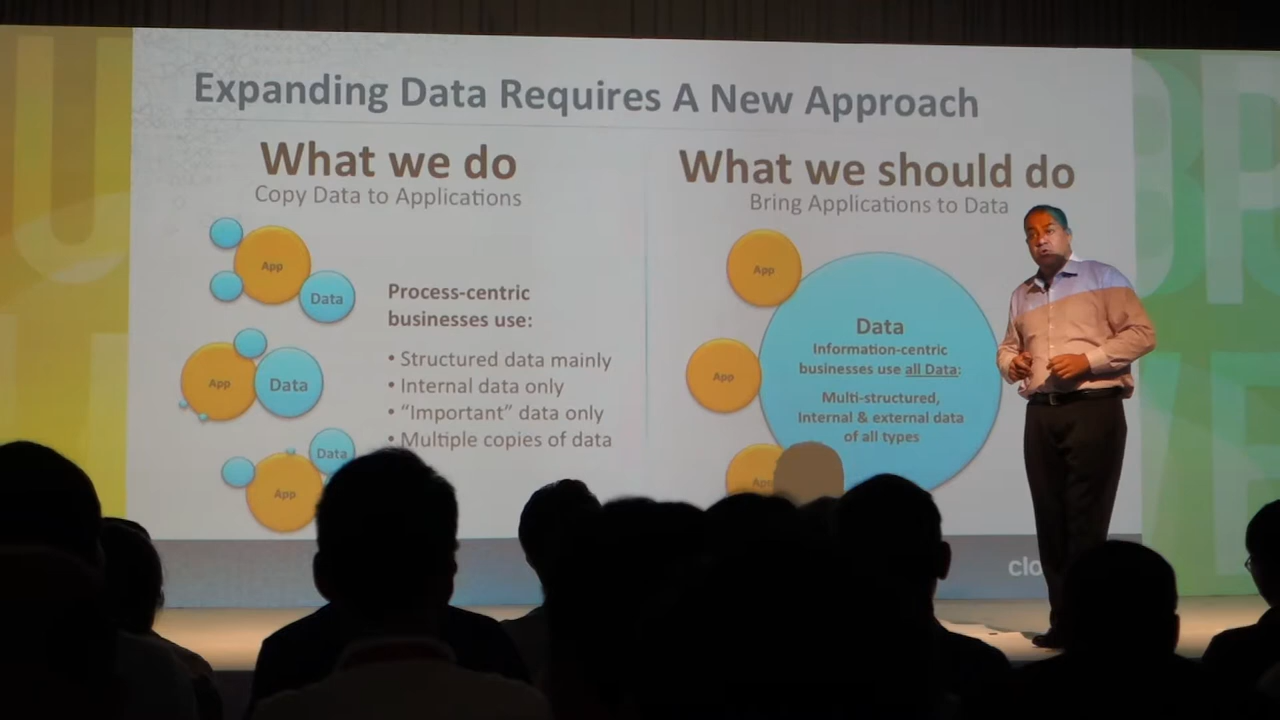 Expanding Data Requires A New Approach
What we do
Copy Data to Applications
App
Data
App
Data
Data
App
Process-centric
businesses use:
• Structured data mainly
• Internal data only
• “Important” data only
• Multiple copies of data
What we should do
Bring Applications to Data
App
App
App
Data
Information-centric
businesses use all Data:
Multi-structured,
Internal & external data
of all types